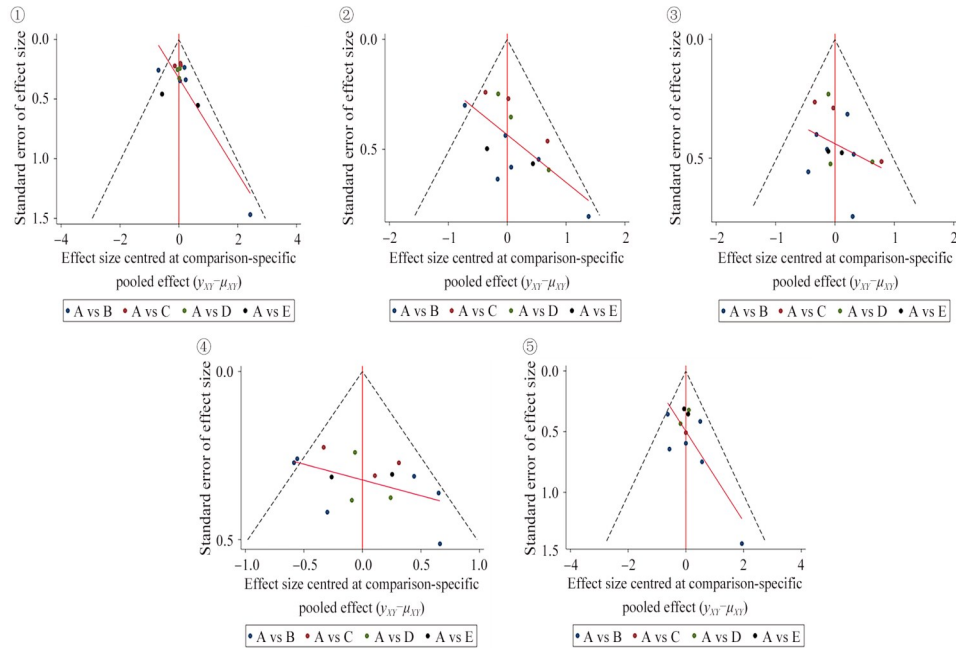 ①
Standard error of effect size
0.0
0.5
1.0
1.5
−4 −2 0 2 4
Effect size centred at comparison-specific
pooled effect (yXY−μXY)
A vs B A vs C A vs D A vs E
②
Standard error of effect size
0.0
0.5
−2 −1 0 1 2
Effect size centred at comparison-specific
pooled effect (yXY−μXY)
A vs B A vs C A vs D A vs E
③
Standard error of effect size
0.0
0.5
−2 −1 0 1 2
Effect size centred at comparison-specific
pooled effect (yXY−μXY)
A vs B A vs C A vs D A vs E
④
Standard error of effect size
0.0
0.5
−1.0 −0.5 0.0 0.5 1.0
Effect size centred at comparison-specific
pooled effect (yXY−μXY)
A vs B A vs C A vs D A vs E
⑤
Standard error of effect size
0.0
0.5
1.0
1.5
−4 −2 0 2 4
Effect size centred at comparison-specific
pooled effect (yXY−μXY)
A vs B A vs C A vs D A vs E